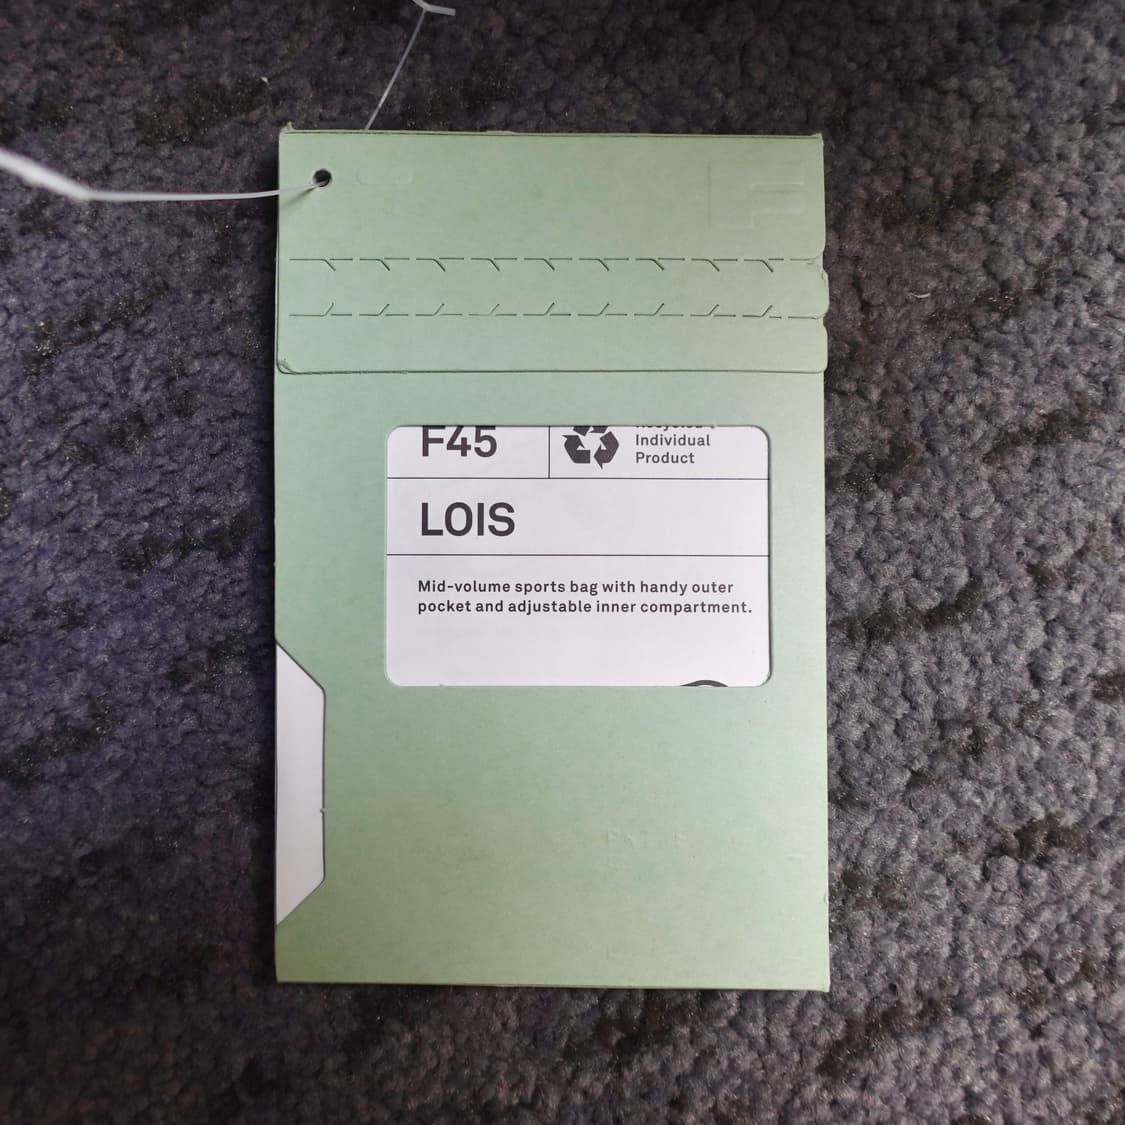 F45
Individual
Product
LOIS
Mid-volume sports bag with handy outer
pocket and adjustable inner compartment.